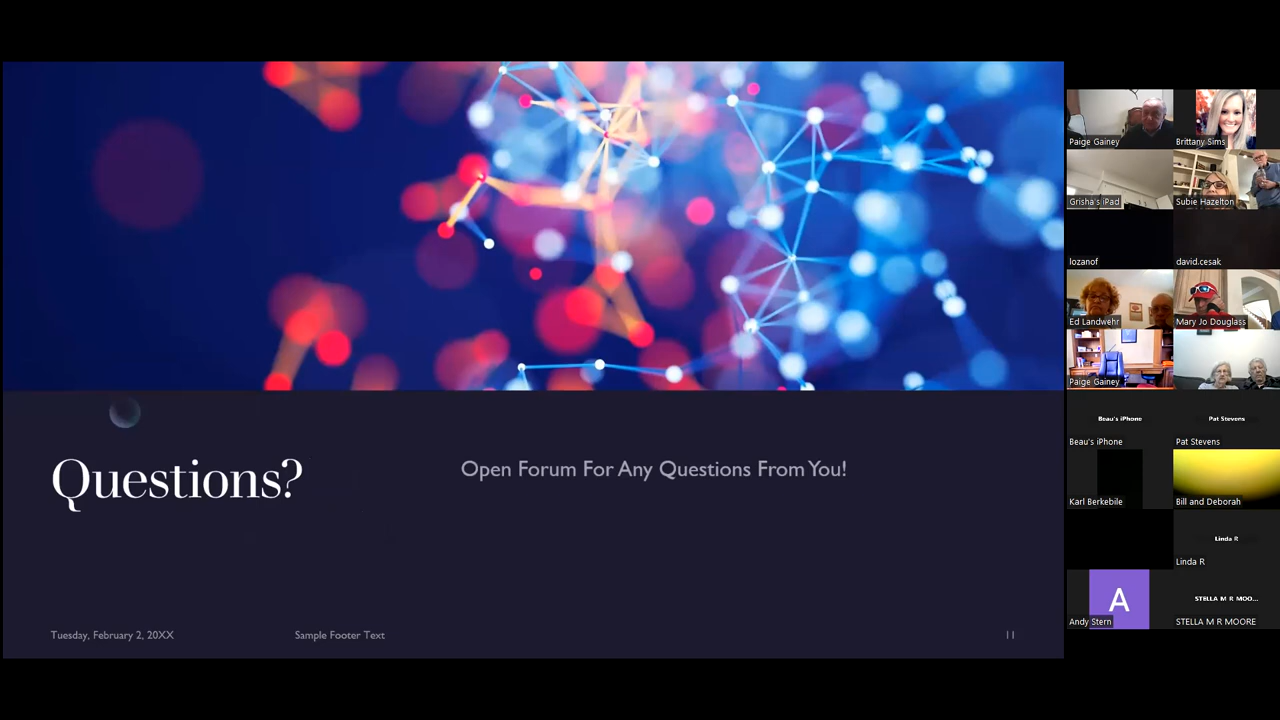 Questions?
Open Forum For Any Questions From You!
Tuesday, February 2, 20XX
Sample Footer Text
11
Paige Gainey
Brittany Sims
Grisha's iPad
Subie Hazelton
lozanof
david.cesak
Ed Landwehr
Mary Jo Douglass
Paige Gainey
Beau's iPhone
Pat Stevens
Beau's iPhone
Pat Stevens
Karl Berkebile
Bill and Deborah
Linda R
Linda R
A
STELLA M R MOO...
Andy Stern
STELLA M R MOORE